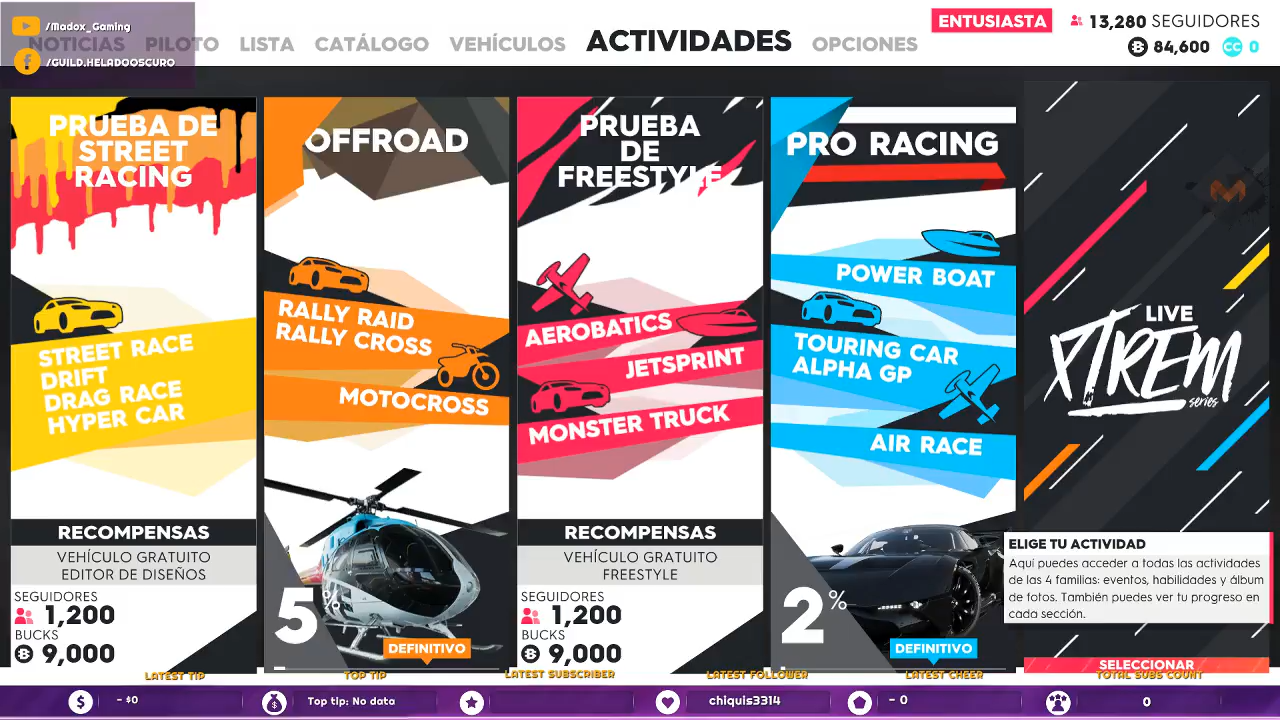 /Madox_Gaming
/GUILD.HELADOOSCURO
NOTICIAS PILOTO LISTA CATÁLOGO VEHÍCULOS ACTIVIDADES OPCIONES
ENTUSIASTA
13,280 SEGUIDORES
84,600 CC 0
PRUEBA DE
STREET
RACING
STREET RACE
DRIFT
DRAG RACE
HYPER CAR
RECOMPENSAS
VEHÍCULO GRATUITO
EDITOR DE DISEÑOS
SEGUIDORES
1,200
BUCKS
9,000
OFFROAD
RALLY RAID
RALLY CROSS
MOTOCROSS
5%
DEFINITIVO
PRUEBA
DE
FREESTYLE
AEROBATICS
JETSPRINT
MONSTER TRUCK
RECOMPENSAS
VEHÍCULO GRATUITO
FREESTYLE
SEGUIDORES
1,200
BUCKS
9,000
PRO RACING
POWER BOAT
TOURING CAR
ALPHA GP
AIR RACE
2%
DEFINITIVO
LIVE
XTREM
series
ELIGE TU ACTIVIDAD
Aquí puedes acceder a todas las actividades
de las 4 familias: eventos, habilidades y álbum
de fotos. También puedes ver tu progreso en
cada sección.
SELECCIONAR
LATEST TIP TOP TIP LATEST SUBSCRIBER LATEST FOLLOWER LATEST CHEER TOTAL SUBS COUNT
- $0 Top tip: No data chiquis3314 - 0 0